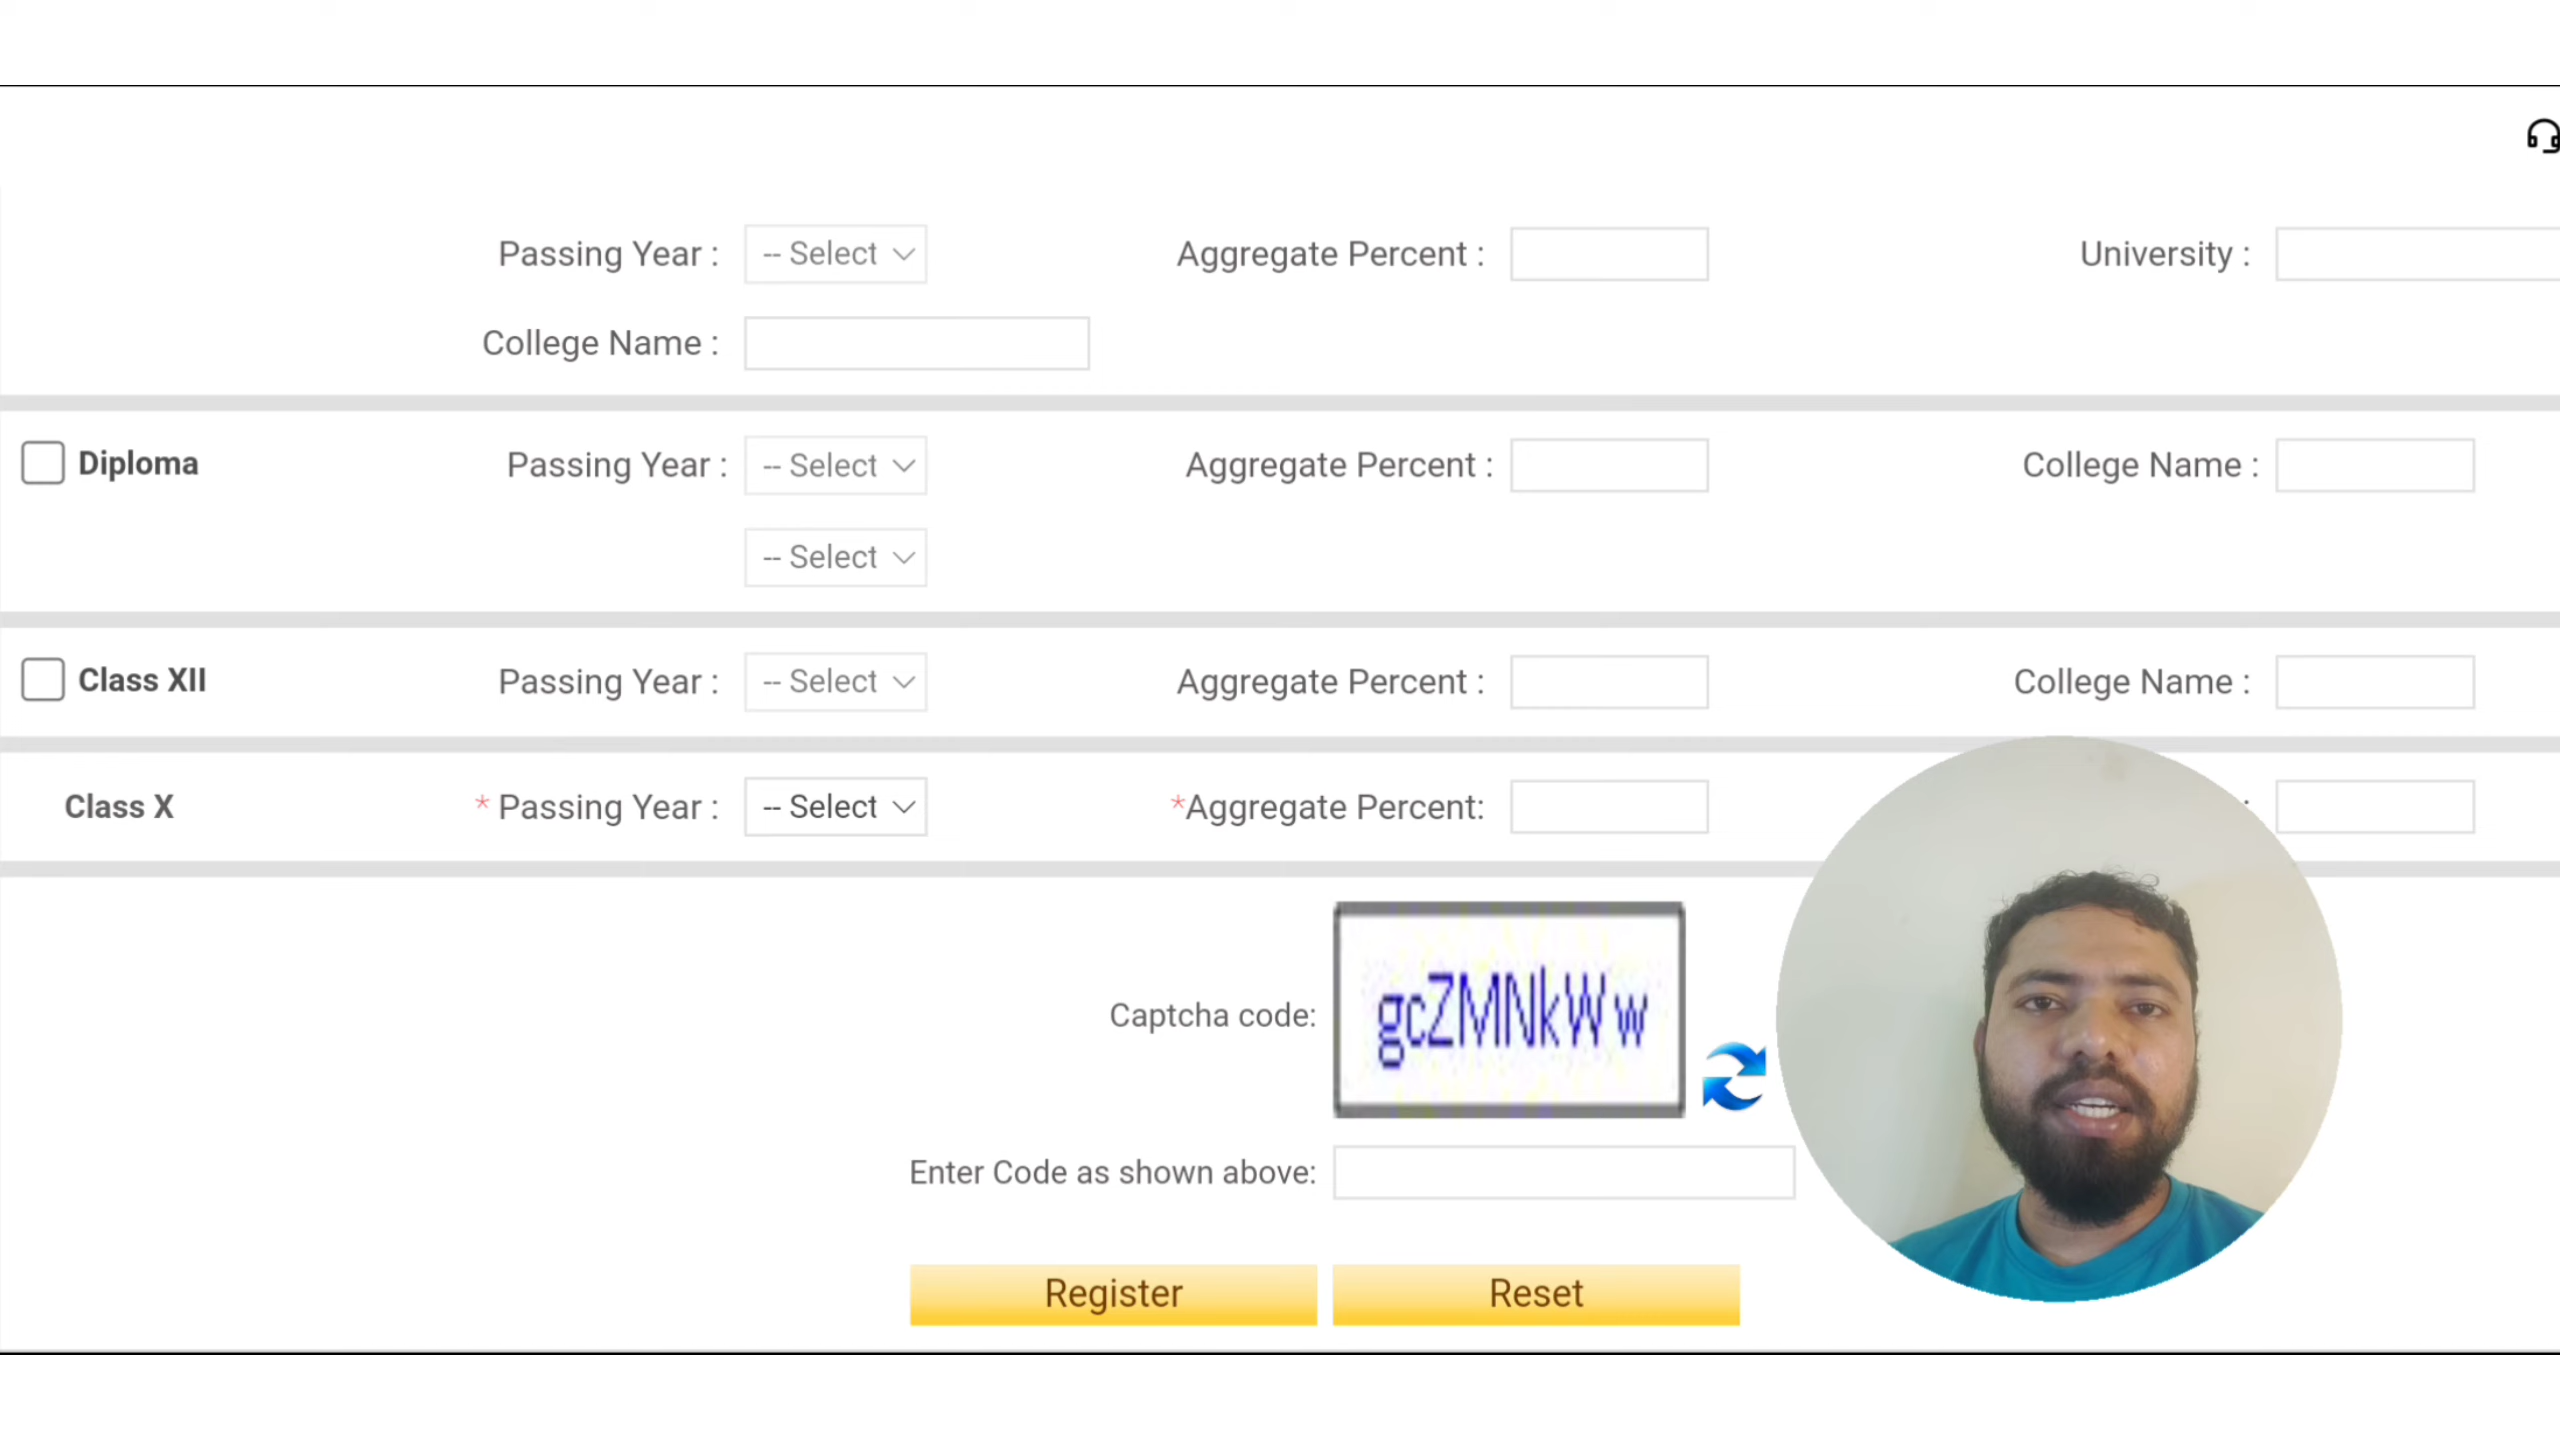 Passing Year : -- Select Aggregate Percent : University :
College Name :
Diploma Passing Year : -- Select Aggregate Percent : College Name :
-- Select
Class XII Passing Year : -- Select Aggregate Percent : College Name :
Class X * Passing Year : -- Select *Aggregate Percent: :
Captcha code: gcZMNkWw
Enter Code as shown above:
Register Reset